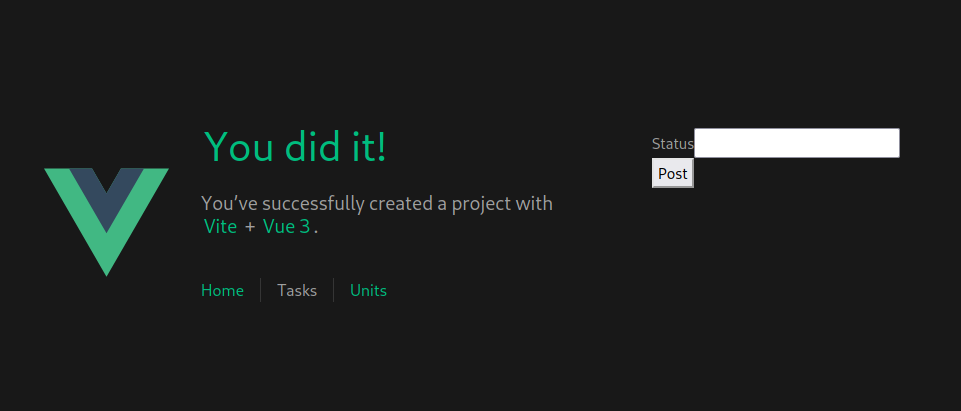 You did it!
You've successfully created a project with
Vite + Vue 3.
Home Tasks Units
Status
Post